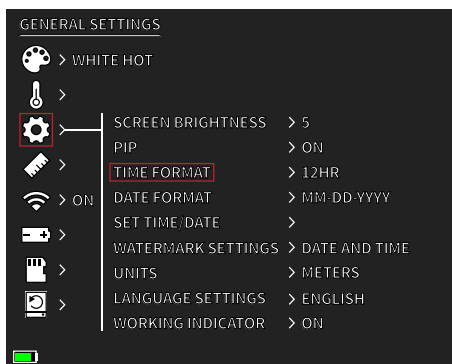 GENERAL SETTINGS
> WHITE HOT
>
>
SCREEN BRIGHTNESS > 5
PIP > ON
TIME FORMAT > 12HR
>
DATE FORMAT > MM-DD-YYYY
> ON
SET TIME/DATE >
>
WATERMARK SETTINGS > DATE AND TIME
>
UNITS > METERS
LANGUAGE SETTINGS > ENGLISH
>
WORKING INDICATOR > ON